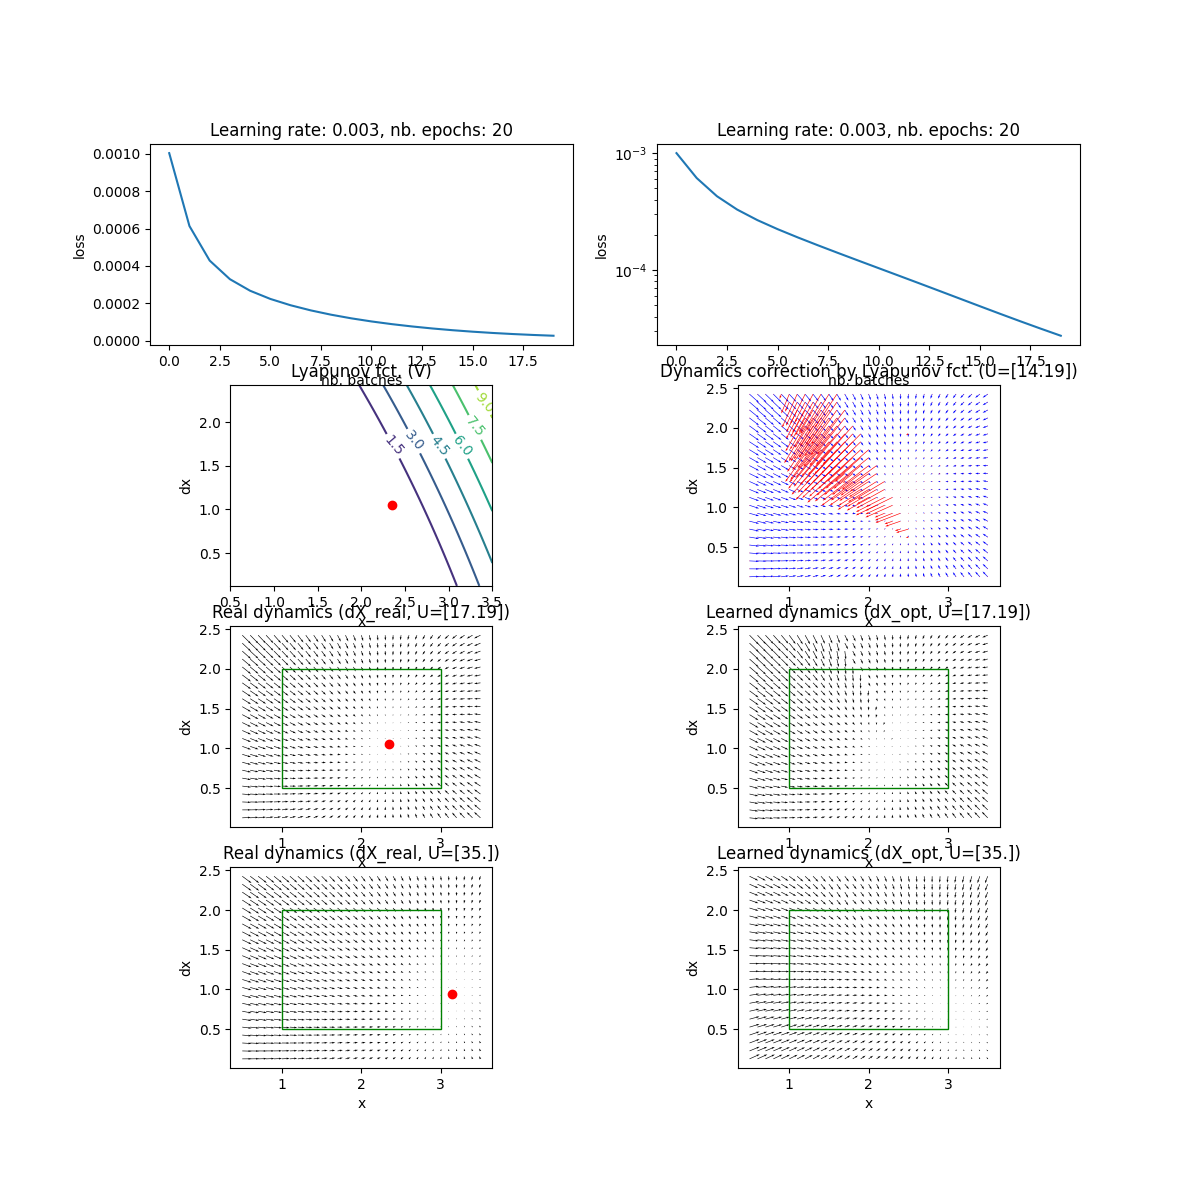 Learning rate: 0.003, nb. epochs: 20
loss
0.0010
0.0008
0.0006
0.0004
0.0002
0.0000
0.0 2.5 5.0 7.5 10.0 12.5 15.0 17.5
nb. batches
Learning rate: 0.003, nb. epochs: 20
loss
10⁻³
10⁻⁴
0.0 2.5 5.0 7.5 10.0 12.5 15.0 17.5
nb. batches
Lyapunov fct. (V)
dx
2.0
1.5
1.0
0.5
1.5 3.0 4.5 6.0 7.5 9.0
0.5 1.0 1.5 2.0 2.5 3.0 3.5
x
Dynamics correction by Lyapunov fct. (U=[14.19])
dx
2.5
2.0
1.5
1.0
0.5
1 2 3
x
Real dynamics (dX_real, U=[17.19])
dx
2.5
2.0
1.5
1.0
0.5
1 2 3
x
Learned dynamics (dX_opt, U=[17.19])
dx
2.5
2.0
1.5
1.0
0.5
1 2 3
x
Real dynamics (dX_real, U=[35.])
dx
2.5
2.0
1.5
1.0
0.5
1 2 3
x
Learned dynamics (dX_opt, U=[35.])
dx
2.5
2.0
1.5
1.0
0.5
1 2 3
x